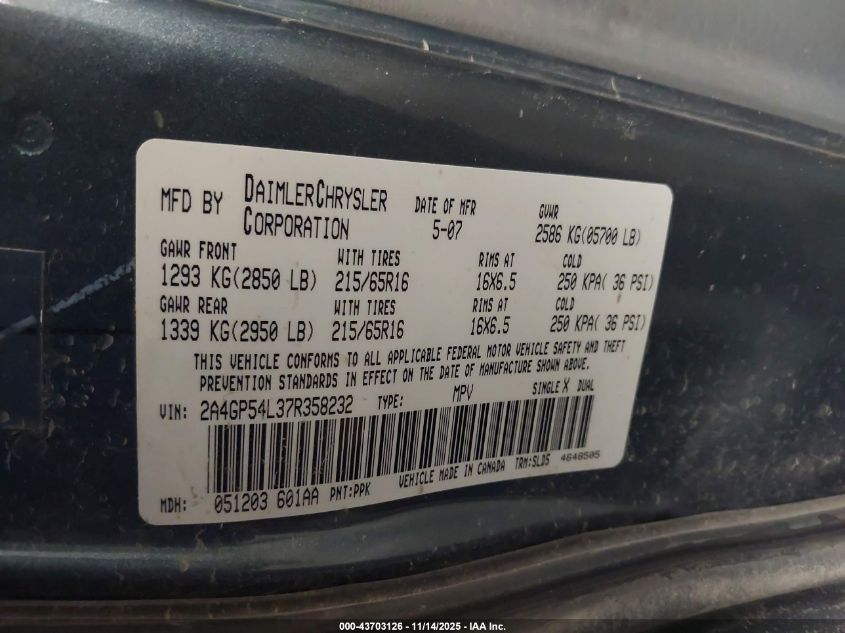 MFD BY DAIMLERCHRYSLER CORPORATION DATE OF MFR 5-07 GVWR 2586 KG(05700 LB)
GAWR FRONT WITH TIRES RIMS AT COLD
1293 KG(2850 LB) 215/65R16 16X6.5 250 KPA( 36 PSI)
GAWR REAR WITH TIRES RIMS AT COLD
1339 KG(2950 LB) 215/65R16 16X6.5 250 KPA( 36 PSI)
THIS VEHICLE CONFORMS TO ALL APPLICABLE FEDERAL MOTOR VEHICLE SAFETY AND THEFT
PREVENTION STANDARDS IN EFFECT ON THE DATE OF MANUFACTURE SHOWN ABOVE.
VIN: 2A4GP54L37R358232 TYPE: MPV SINGLE X DUAL
MDH: 051203 601AA PNT:PPK VEHICLE MADE IN CANADA TRM:SLD5 4648505
000-43703126 - 11/14/2025 - IAA Inc.